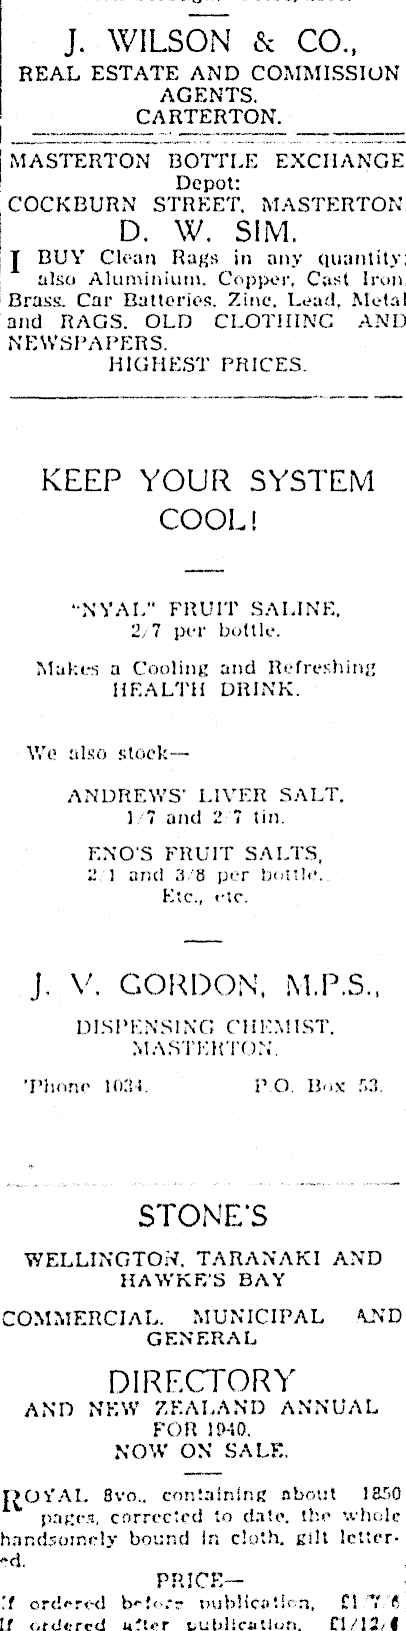 J. WILSON & CO.,
REAL ESTATE AND COMMISSION
AGENTS.
CARTERTON.
MASTERTON BOTTLE EXCHANGE
Depot:
COCKBURN STREET, MASTERTON
D. W. SIM.
I BUY Clean Rags in any quantity;
also Aluminium, Copper, Cast Iron
Brass, Car Batteries, Zinc, Lead, Metal
and RAGS, OLD CLOTHING AND
NEWSPAPERS.
HIGHEST PRICES.
KEEP YOUR SYSTEM
COOL!
"NYAL" FRUIT SALINE,
2/7 per bottle.
Makes a Cooling and Refreshing
HEALTH DRINK.
We also stock—
ANDREWS' LIVER SALT,
1/7 and 2/7 tin.
ENO'S FRUIT SALTS,
2/1 and 3/8 per bottle.
Etc., etc.
J. V. GORDON, M.P.S.,
DISPENSING CHEMIST,
MASTERTON.
'Phone 1034. P.O. Box 53.
STONE'S
WELLINGTON, TARANAKI AND
HAWKE'S BAY
COMMERCIAL, MUNICIPAL AND
GENERAL
DIRECTORY
AND NEW ZEALAND ANNUAL
FOR 1940.
NOW ON SALE.
ROYAL 8vo., containing about 1850
pages, corrected to date, the whole
handsomely bound in cloth, gilt letter-
ed.
PRICE—
If ordered before publication, £1/7/6
If ordered after publication,